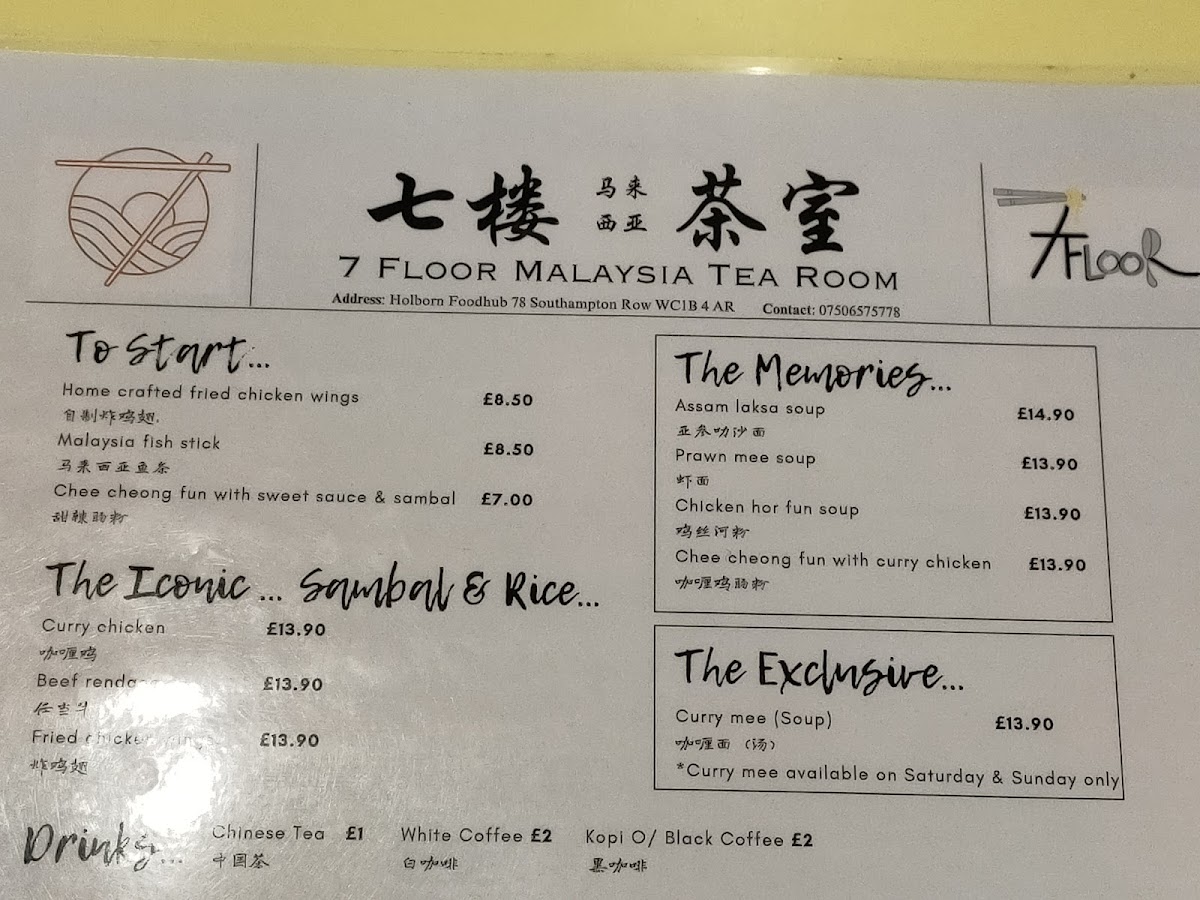 七楼 马来西亚 茶室
7 FLOOR MALAYSIA TEA ROOM
Address: Holborn Foodhub 78 Southampton Row WC1B 4 AR Contact: 07506575778
7 FLOOR
To Start...
Home crafted fried chicken wings £8.50
自制炸鸡翅.
Malaysia fish stick £8.50
马来西亚鱼条
Chee cheong fun with sweet sauce & sambal £7.00
甜辣肠粉
The Iconic ... Sambal & Rice...
Curry chicken £13.90
咖喱鸡
Beef £13.90
Fried chicken wings £13.90
炸鸡翅
The Memories...
Assam laksa soup £14.90
亚参叻沙面
Prawn mee soup £13.90
虾面
Chicken hor fun soup £13.90
鸡丝河粉
Chee cheong fun with curry chicken £13.90
咖喱鸡肠粉
The Exclusive...
Curry mee (Soup) £13.90
咖喱面 (汤)
*Curry mee available on Saturday & Sunday only
Drinks...
Chinese Tea £1 White Coffee £2 Kopi O/ Black Coffee £2
中国茶 白咖啡 黑咖啡